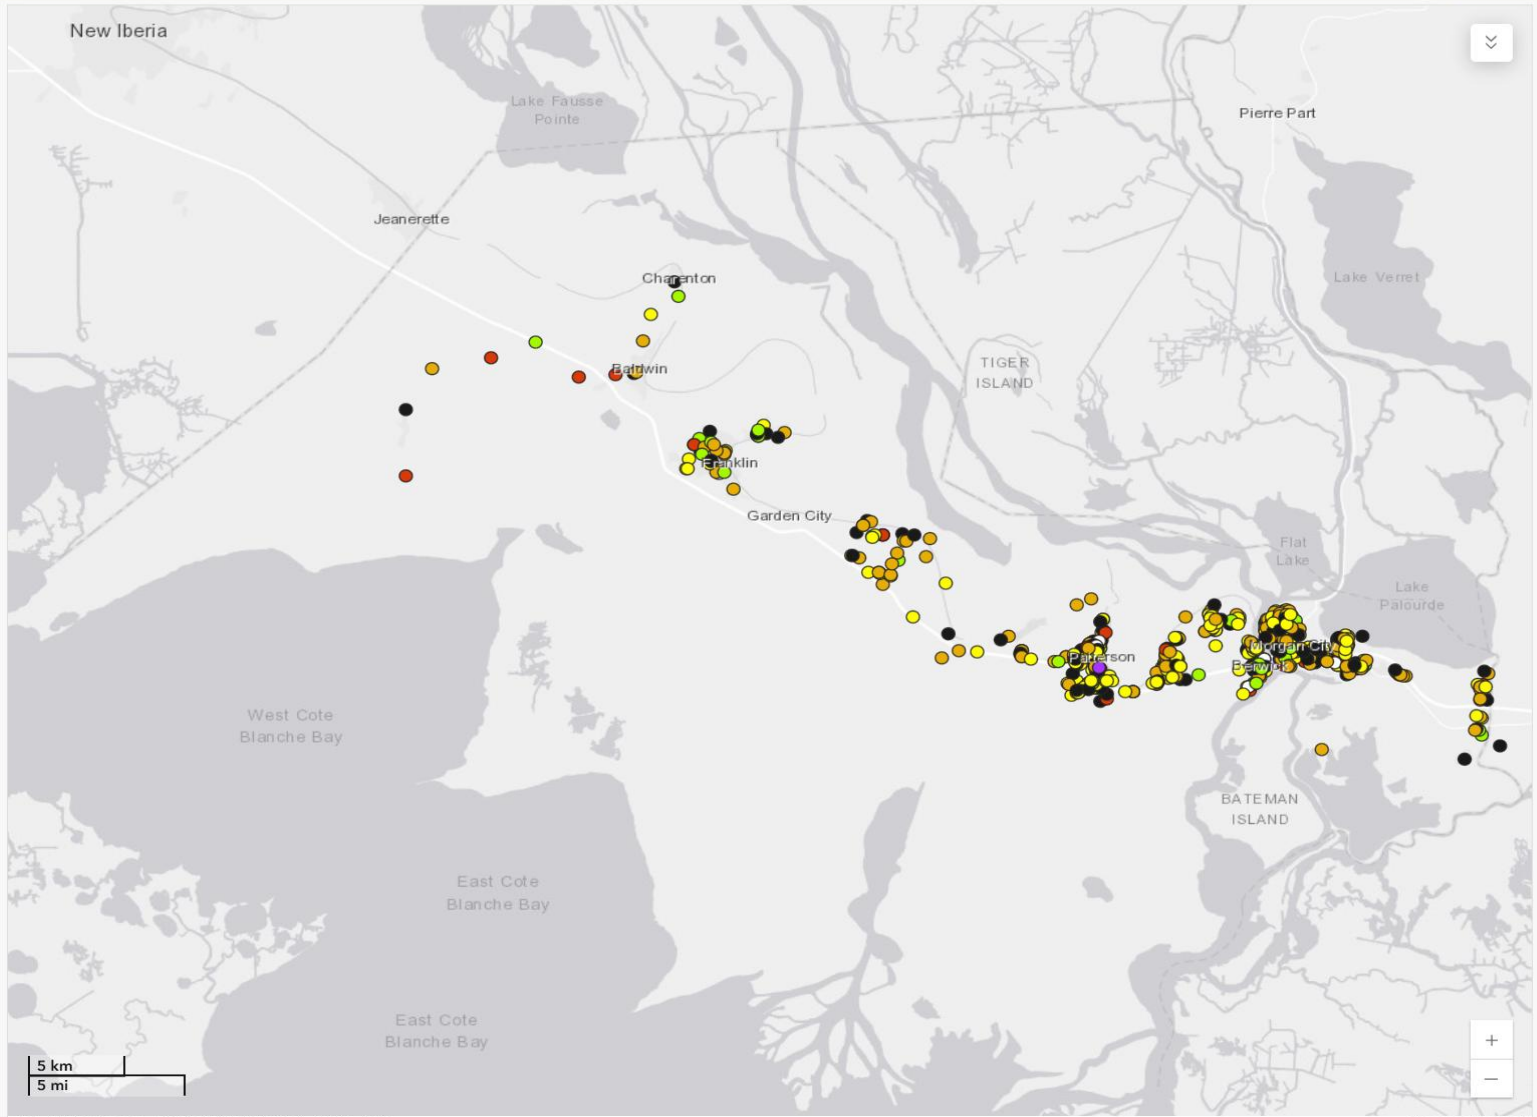 New Iberia
Lake Fausse
Pointe
Pierre Part
Jeanerette
Charenton
Lake Verret
Baldwin
TIGER
ISLAND
Franklin
Garden City
Flat
Lake
Lake
Palourde
Morgan City
Patterson
Berwick
West Cote
Blanche Bay
BATEMAN
ISLAND
East Cote
Blanche Bay
East Cote
Blanche Bay
5 km
5 mi
+
−